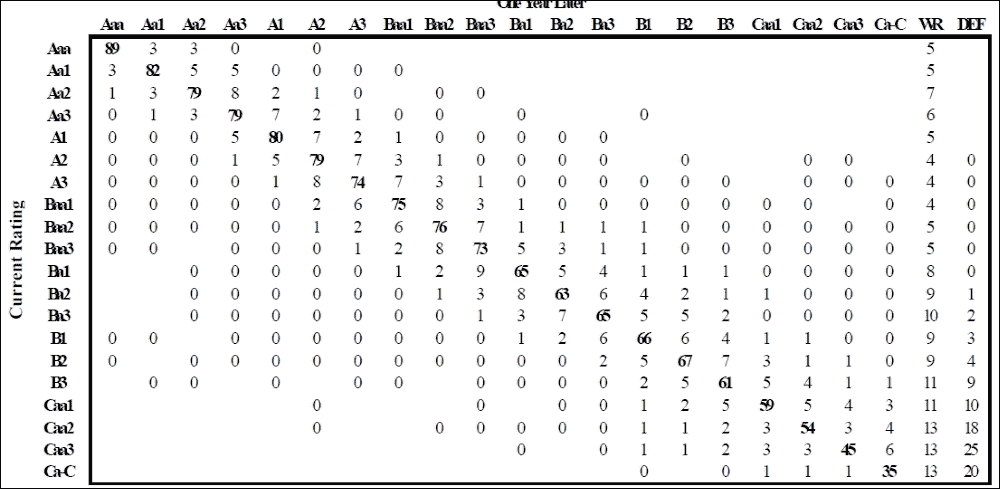 One Year Later
Aaa Aa1 Aa2 Aa3 A1 A2 A3 Baa1 Baa2 Baa3 Ba1 Ba2 Ba3 B1 B2 B3 Caa1 Caa2 Caa3 Ca-C WR DEF
Aaa 89 3 3 0 0 5
Aa1 3 82 5 5 0 0 0 0 5
Aa2 1 3 79 8 2 1 0 0 0 7
Aa3 0 1 3 79 7 2 1 0 0 0 0 6
A1 0 0 0 5 80 7 2 1 0 0 0 0 0 5
A2 0 0 0 1 5 79 7 3 1 0 0 0 0 0 0 0 4 0
A3 0 0 0 0 1 8 74 7 3 1 0 0 0 0 0 0 0 0 0 4 0
Baa1 0 0 0 0 0 2 6 75 8 3 1 0 0 0 0 0 0 0 0 4 0
Baa2 0 0 0 0 0 1 2 6 76 7 1 1 1 1 0 0 0 0 0 0 5 0
Baa3 0 0 0 0 0 1 2 8 73 5 3 1 1 0 0 0 0 0 0 5 0
Ba1 0 0 0 0 0 1 2 9 65 5 4 1 1 1 0 0 0 0 8 0
Ba2 0 0 0 0 0 0 1 3 8 63 6 4 2 1 1 0 0 0 9 1
Ba3 0 0 0 0 0 0 0 1 3 7 65 5 5 2 0 0 0 0 10 2
B1 0 0 0 0 0 0 0 0 0 1 2 6 66 6 4 1 1 0 0 9 3
B2 0 0 0 0 0 0 0 0 0 0 0 2 5 67 7 3 1 1 0 9 4
B3 0 0 0 0 0 0 0 0 0 2 5 61 5 4 1 1 11 9
Caa1 0 0 0 0 1 2 5 59 5 4 3 11 10
Caa2 0 0 0 0 0 0 1 1 2 3 54 3 4 13 18
Caa3 0 0 1 1 2 3 3 45 6 13 25
Ca-C 0 0 1 1 1 35 13 20
Current Rating